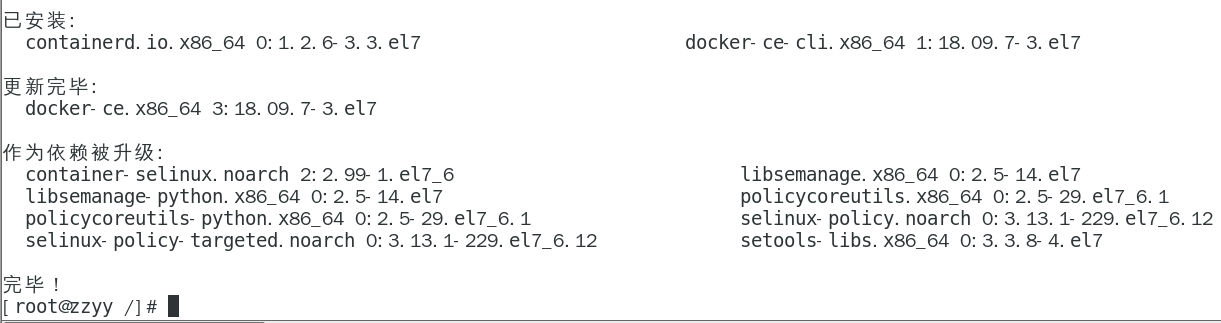 已安装:
containerd.io.x86_64 0:1.2.6-3.3.el7 docker-ce-cli.x86_64 1:18.09.7-3.el7
更新完毕:
docker-ce.x86_64 3:18.09.7-3.el7
作为依赖被升级:
container-selinux.noarch 2:2.99-1.el7_6 libsemanage.x86_64 0:2.5-14.el7
libsemanage-python.x86_64 0:2.5-14.el7 policycoreutils.x86_64 0:2.5-29.el7_6.1
policycoreutils-python.x86_64 0:2.5-29.el7_6.1 selinux-policy.noarch 0:3.13.1-229.el7_6.12
selinux-policy-targeted.noarch 0:3.13.1-229.el7_6.12 setools-libs.x86_64 0:3.3.8-4.el7
完毕！
[root@zzyy /]#